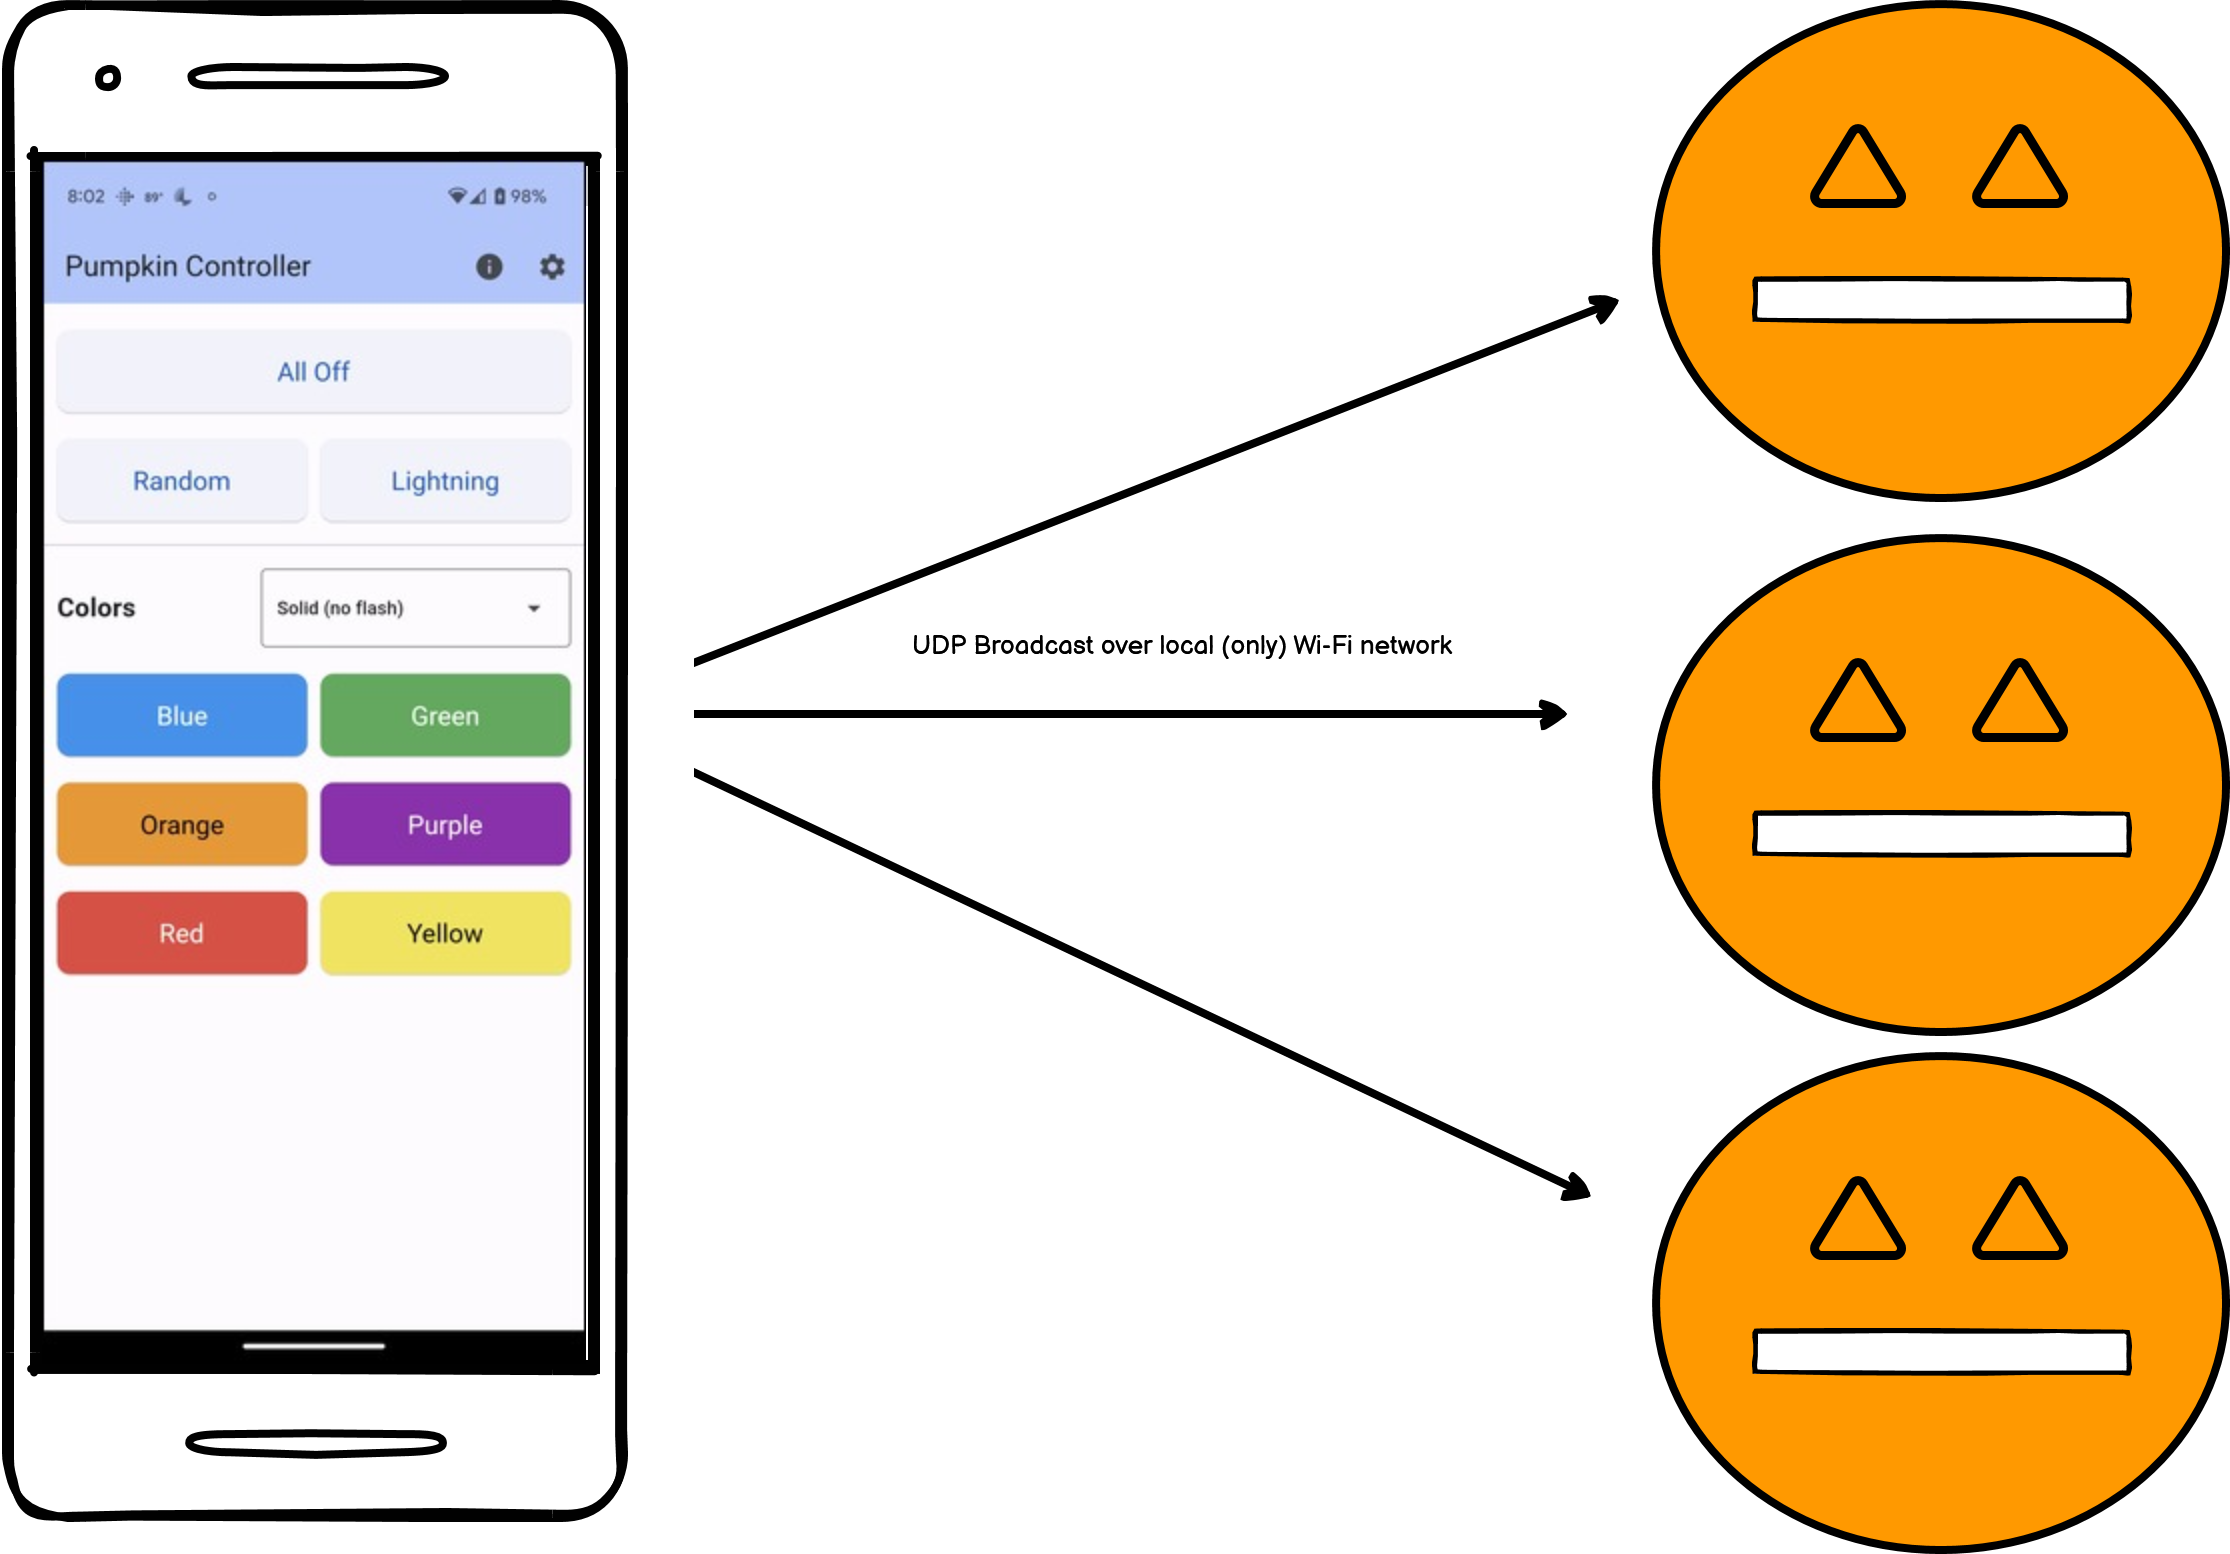 8:02 89° 98%
Pumpkin Controller
All Off
Random Lightning
Colors Solid (no flash)
Blue Green
UDP Broadcast over local (only) Wi-Fi network
Orange Purple
Red Yellow